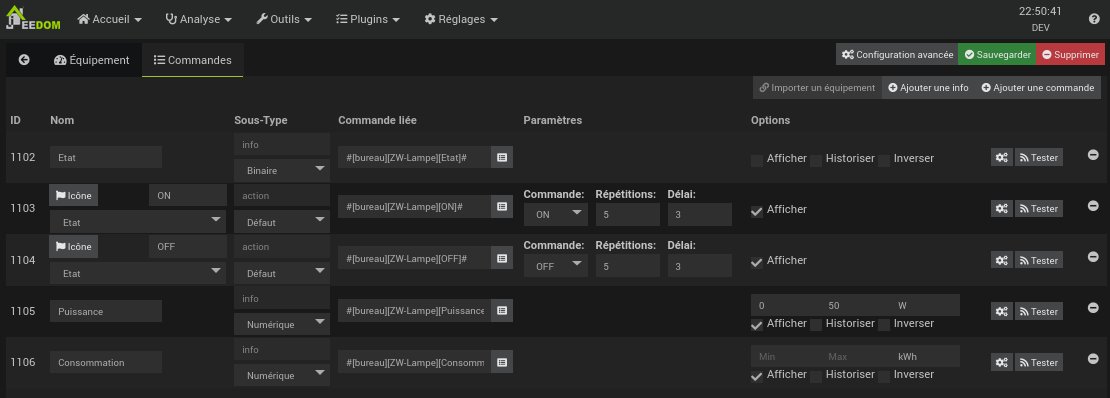 JEEDOM Accueil Analyse Outils Plugins Réglages 22:50:41
DEV
Équipement Commandes Configuration avancée Sauvegarder Supprimer
Importer un équipement Ajouter une info Ajouter une commande
ID Nom Sous-Type Commande liée Paramètres Options
info
1102 Etat #[bureau][ZW-Lampe][Etat]# Afficher Historiser Inverser Tester
Binaire
Icône ON action Commande: Répétitions: Délai:
1103 #[bureau][ZW-Lampe][ON]# Afficher Tester
Etat Défaut ON 5 3
Icône OFF action Commande: Répétitions: Délai:
1104 #[bureau][ZW-Lampe][OFF]# Afficher Tester
Etat Défaut OFF 5 3
info 0 50 W
1105 Puissance #[bureau][ZW-Lampe][Puissance Tester
Numérique Afficher Historiser Inverser
info Min Max kWh
1106 Consommation #[bureau][ZW-Lampe][Consomm Tester
Numérique Afficher Historiser Inverser